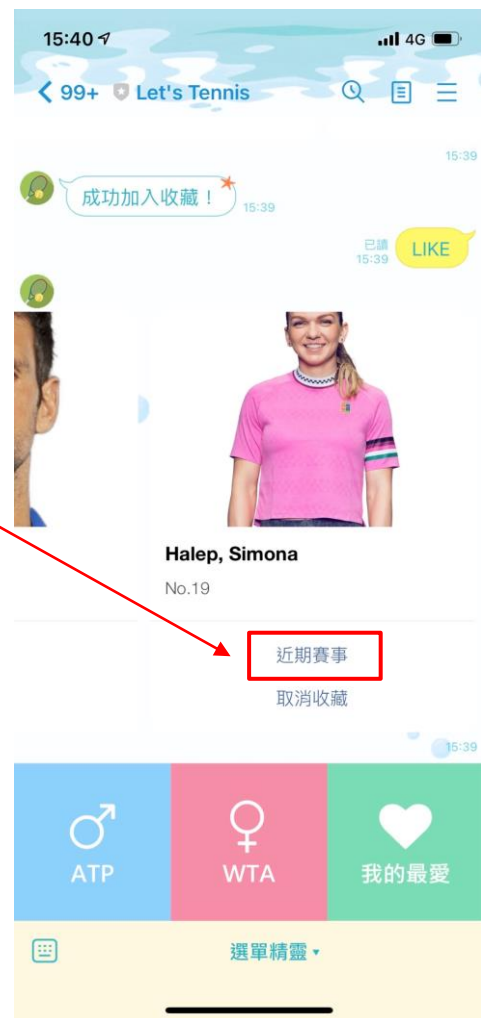 15:40
4G
99+
Let's Tennis
15:39
成功加入收藏！
15:39
已讀
15:39
LIKE
Halep, Simona
No.19
近期賽事
取消收藏
15:39
ATP
WTA
我的最愛
選單精靈